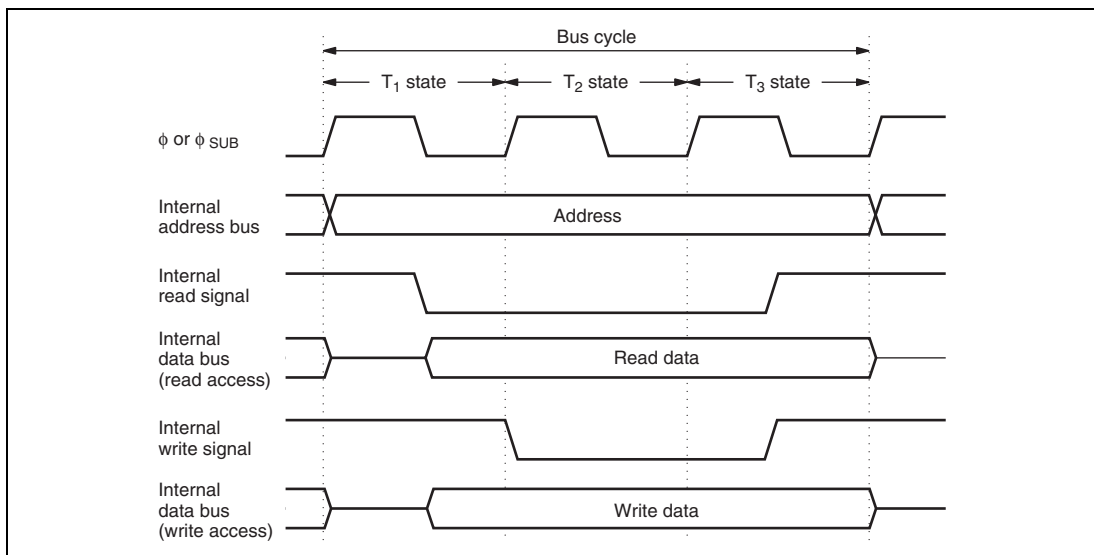 Bus cycle
T1 state T2 state T3 state
φ or φ SUB
Internal
address bus
Address
Internal
read signal
Internal
data bus
(read access)
Read data
Internal
write signal
Internal
data bus
(write access)
Write data